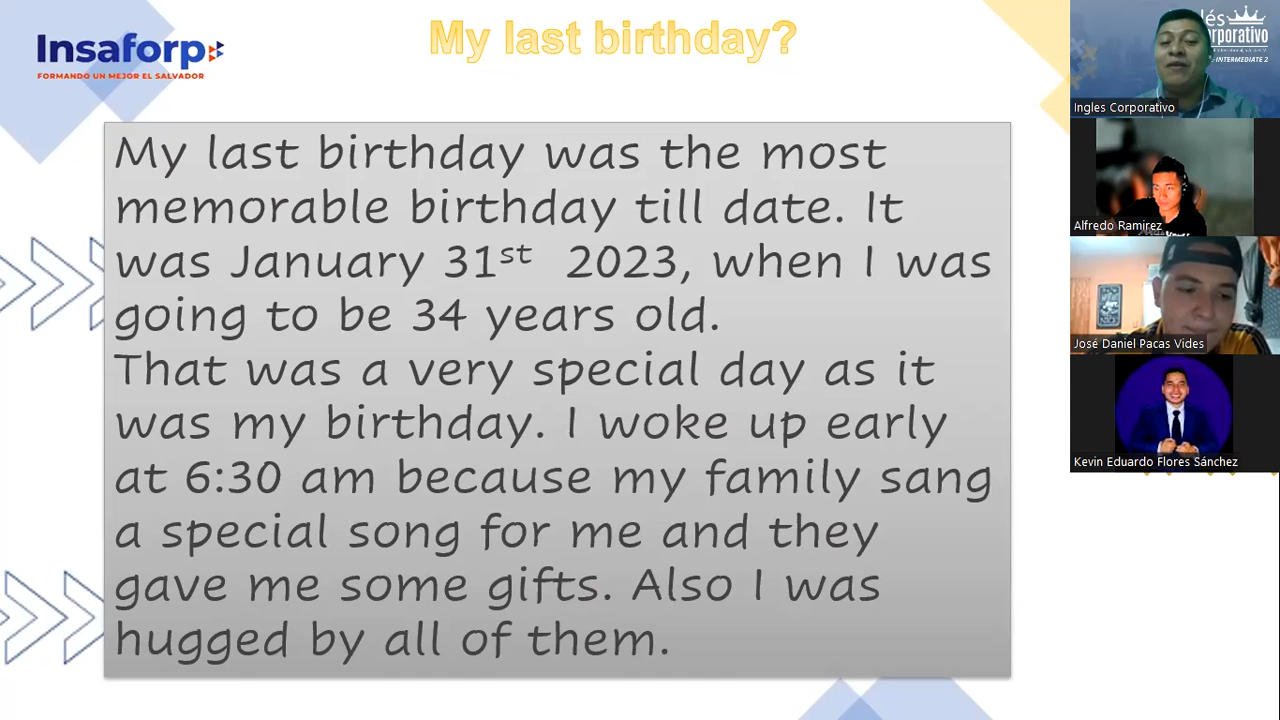 Insaforp
FORMANDO UN MEJOR EL SALVADOR
My last birthday?
My last birthday was the most
memorable birthday till date. It
was January 31st 2023, when I was
going to be 34 years old.
That was a very special day as it
was my birthday. I woke up early
at 6:30 am because my family sang
a special song for me and they
gave me some gifts. Also I was
hugged by all of them.
Ingles Corporativo
Alfredo Ramirez
José Daniel Pacas Vides
Kevin Eduardo Flores Sánchez